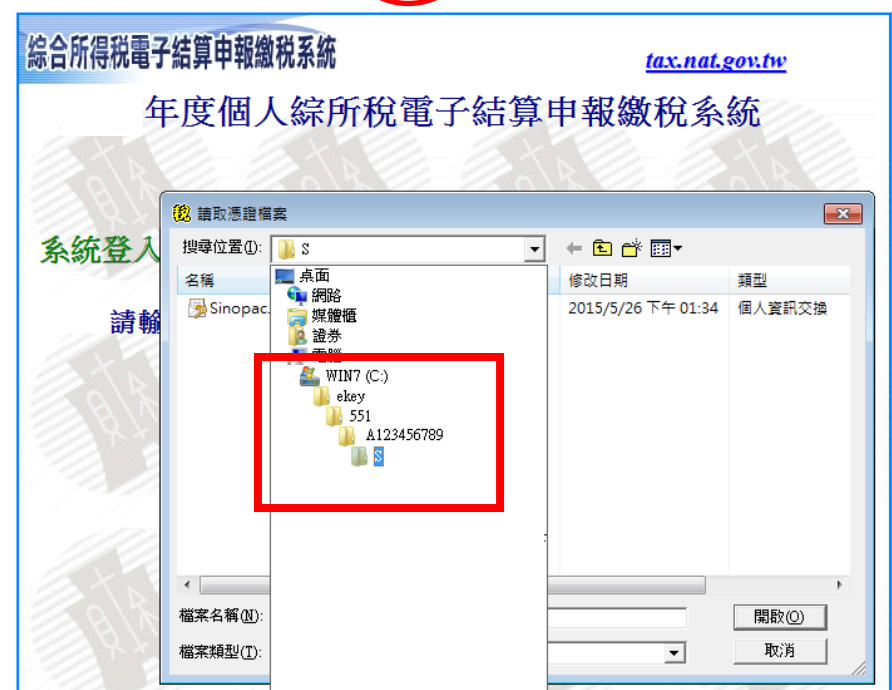 綜合所得稅電子結算申報繳稅系統
tax.nat.gov.tw
年度個人綜所稅電子結算申報繳稅系統
讀取憑證檔案
系統登入
搜尋位置(I):
S
名稱
修改日期
類型
桌面
網路
Sinopac.
2015/5/26 下午 01:34
個人資訊交換
媒體櫃
請輸
證券
電腦
WIN7 (C:)
ekey
551
A123456789
S
檔案名稱(N):
開啟(O)
檔案類型(T):
取消